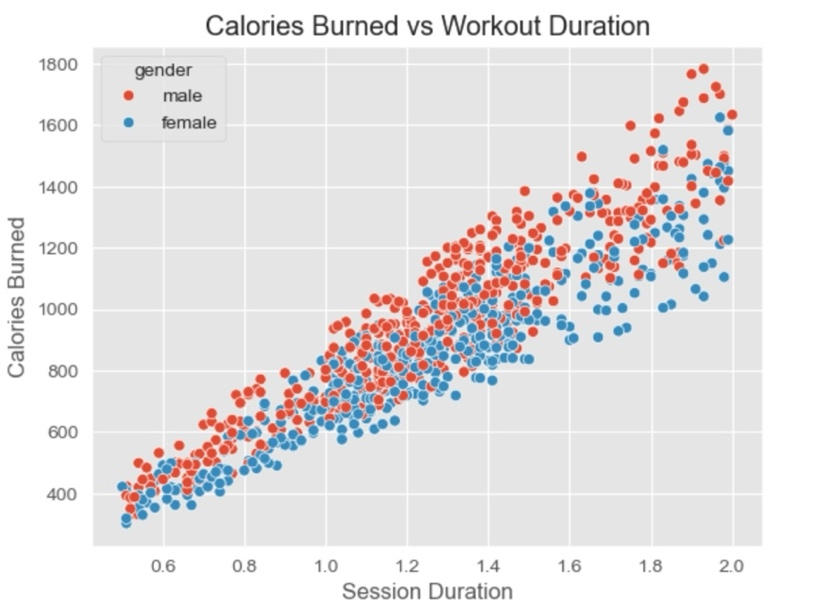 Calories Burned vs Workout Duration
gender
male
female
1800
1600
1400
1200
1000
800
600
400
Calories Burned
0.6 0.8 1.0 1.2 1.4 1.6 1.8 2.0
Session Duration